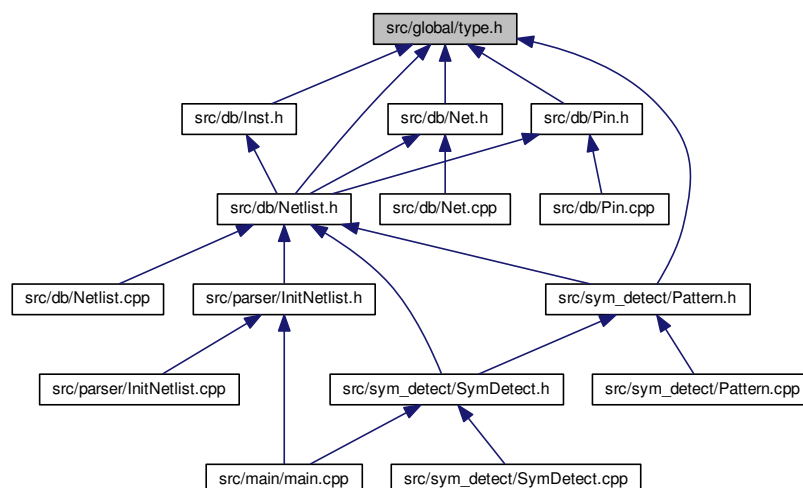 src/global/type.h
src/db/Inst.h
src/db/Net.h
src/db/Pin.h
src/db/Netlist.h
src/db/Net.cpp
src/db/Pin.cpp
src/db/Netlist.cpp
src/parser/InitNetlist.h
src/sym_detect/Pattern.h
src/parser/InitNetlist.cpp
src/sym_detect/SymDetect.h
src/sym_detect/Pattern.cpp
src/main/main.cpp
src/sym_detect/SymDetect.cpp